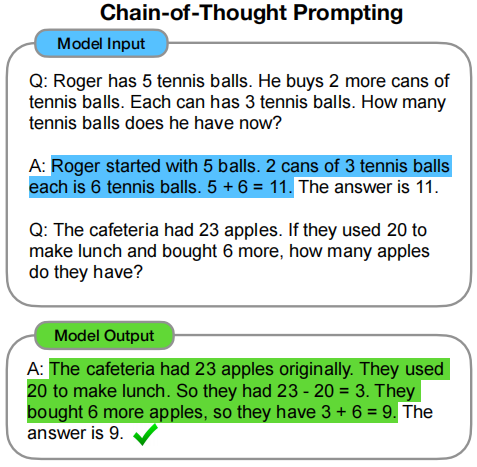 Chain-of-Thought Prompting
Model Input
Q: Roger has 5 tennis balls. He buys 2 more cans of
tennis balls. Each can has 3 tennis balls. How many
tennis balls does he have now?
A: Roger started with 5 balls. 2 cans of 3 tennis balls
each is 6 tennis balls. 5 + 6 = 11. The answer is 11.
Q: The cafeteria had 23 apples. If they used 20 to
make lunch and bought 6 more, how many apples
do they have?
Model Output
A: The cafeteria had 23 apples originally. They used
20 to make lunch. So they had 23 - 20 = 3. They
bought 6 more apples, so they have 3 + 6 = 9. The
answer is 9.